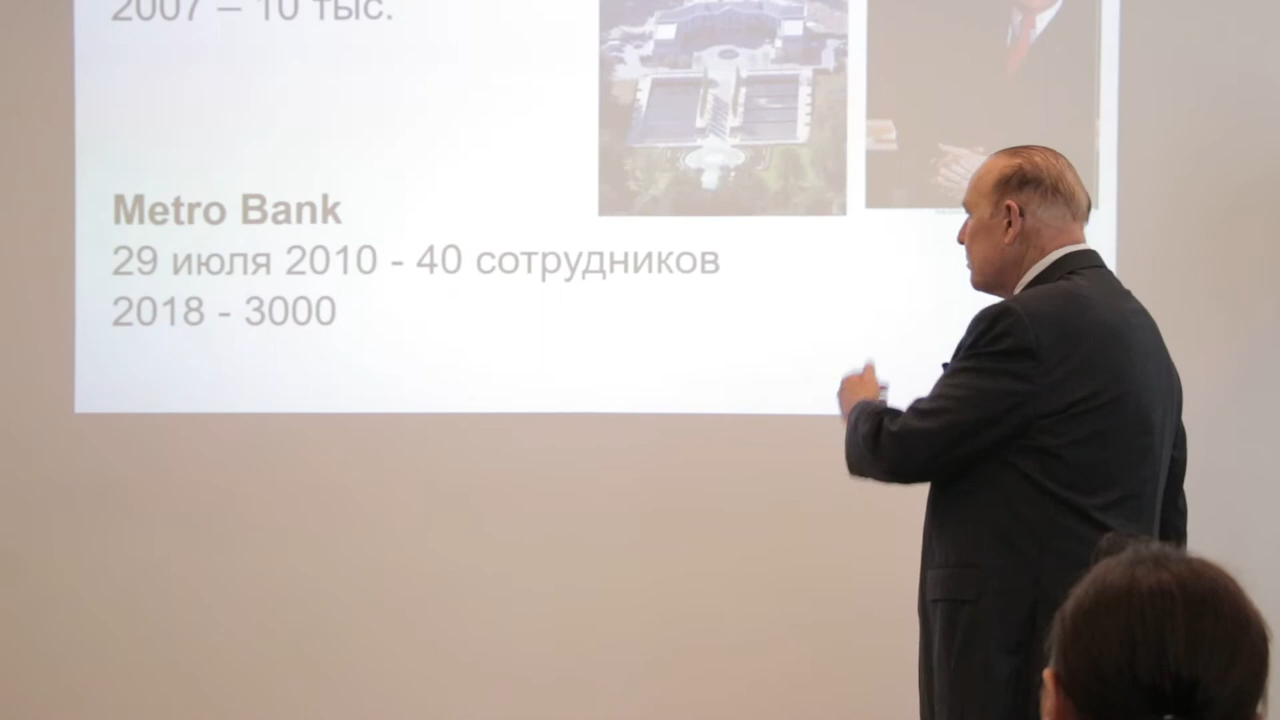 2007 – 10 тыс.
Metro Bank
29 июля 2010 - 40 сотрудников
2018 - 3000